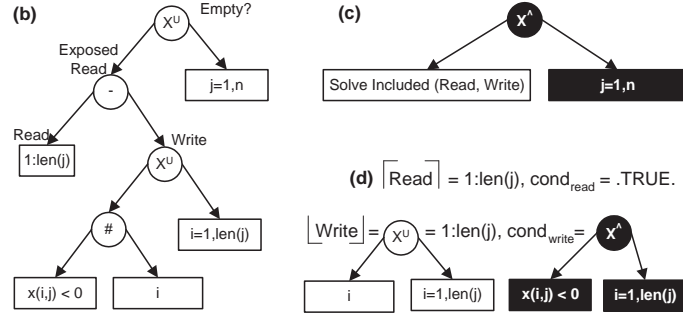 (b)
X∪
Empty?
Exposed
Read
-
j=1,n
Read
1:len(j)
Write
X∪
#
i=1,len(j)
x(i,j) < 0
i
(c)
X^
Solve Included (Read, Write)
j=1,n
(d) ⌈Read⌉ = 1:len(j), cond_read = .TRUE.
⌊Write⌋ = X∪ = 1:len(j), cond_write = X^
i
i=1,len(j)
x(i,j) < 0
i=1,len(j)